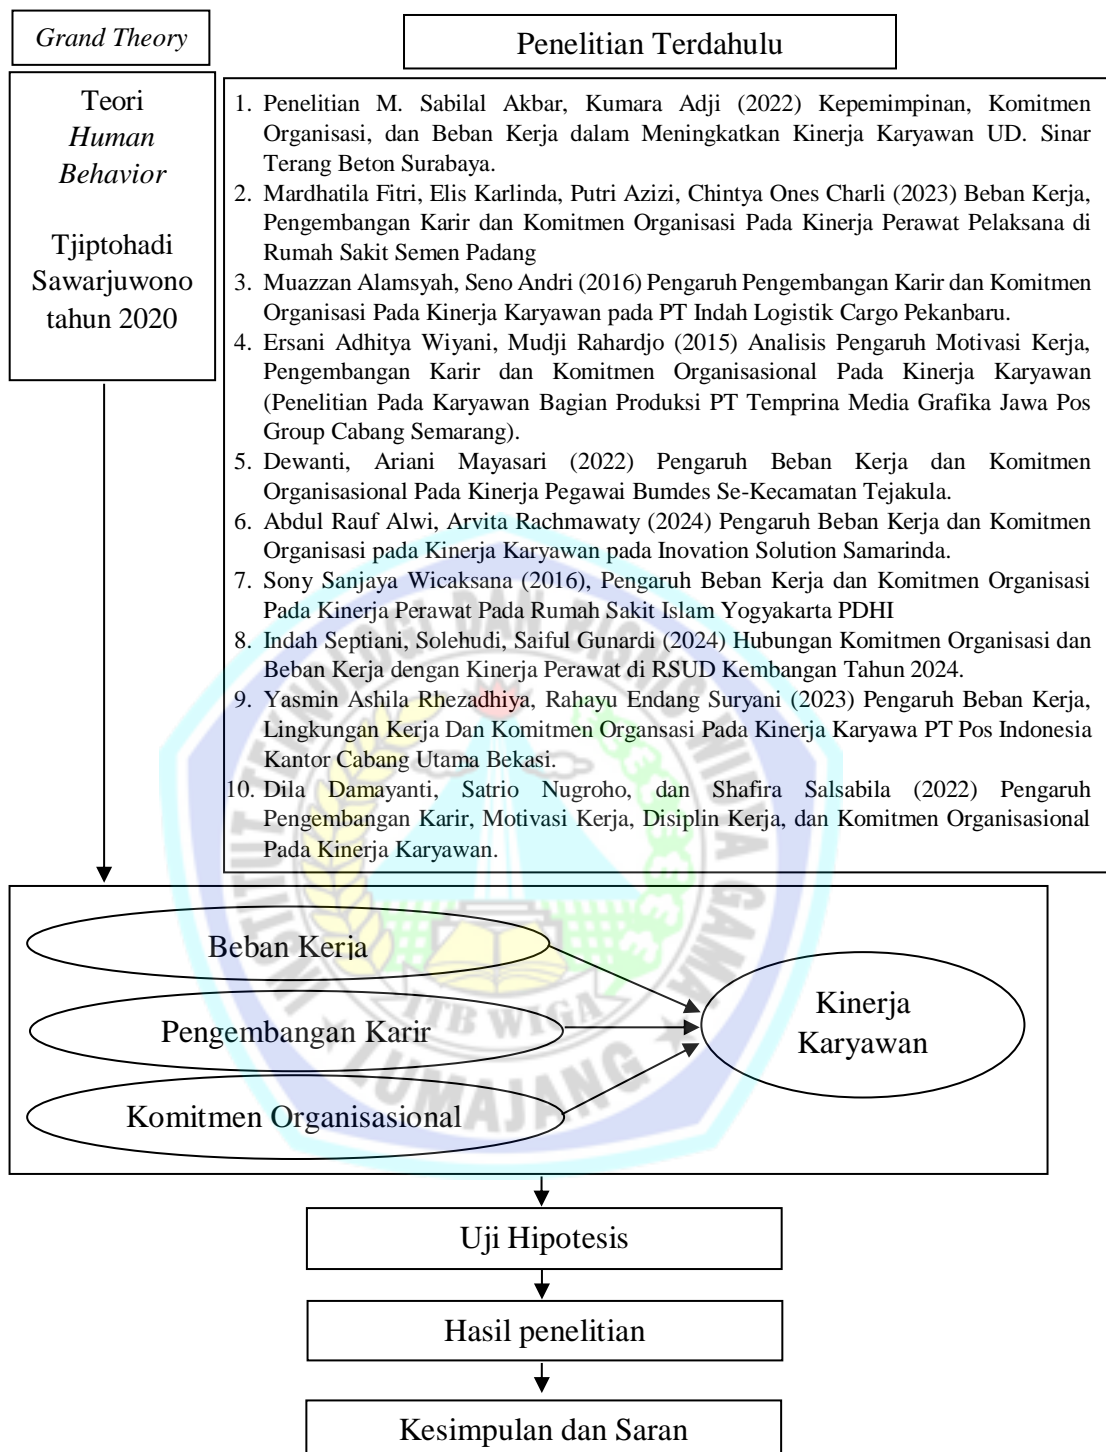 Grand Theory
Penelitian Terdahulu
Teori
Human
Behavior
Tjiptohadi
Sawarjuwono
tahun 2020
1. Penelitian M. Sabilal Akbar, Kumara Adji (2022) Kepemimpinan, Komitmen
Organisasi, dan Beban Kerja dalam Meningkatkan Kinerja Karyawan UD. Sinar
Terang Beton Surabaya.
2. Mardhatila Fitri, Elis Karlinda, Putri Azizi, Chintya Ones Charli (2023) Beban Kerja,
Pengembangan Karir dan Komitmen Organisasi Pada Kinerja Perawat Pelaksana di
Rumah Sakit Semen Padang
3. Muazzan Alamsyah, Seno Andri (2016) Pengaruh Pengembangan Karir dan Komitmen
Organisasi Pada Kinerja Karyawan pada PT Indah Logistik Cargo Pekanbaru.
4. Ersani Adhitya Wiyani, Mudji Rahardjo (2015) Analisis Pengaruh Motivasi Kerja,
Pengembangan Karir dan Komitmen Organisasional Pada Kinerja Karyawan
(Penelitian Pada Karyawan Bagian Produksi PT Temprina Media Grafika Jawa Pos
Group Cabang Semarang).
5. Dewanti, Ariani Mayasari (2022) Pengaruh Beban Kerja dan Komitmen
Organisasional Pada Kinerja Pegawai Bumdes Se-Kecamatan Tejakula.
6. Abdul Rauf Alwi, Arvita Rachmawaty (2024) Pengaruh Beban Kerja dan Komitmen
Organisasi pada Kinerja Karyawan pada Inovation Solution Samarinda.
7. Sony Sanjaya Wicaksana (2016), Pengaruh Beban Kerja dan Komitmen Organisasi
Pada Kinerja Perawat Pada Rumah Sakit Islam Yogyakarta PDHI
8. Indah Septiani, Solehudi, Saiful Gunardi (2024) Hubungan Komitmen Organisasi dan
Beban Kerja dengan Kinerja Perawat di RSUD Kembangan Tahun 2024.
9. Yasmin Ashila Rhezadhiya, Rahayu Endang Suryani (2023) Pengaruh Beban Kerja,
Lingkungan Kerja Dan Komitmen Organsasi Pada Kinerja Karyawa PT Pos Indonesia
Kantor Cabang Utama Bekasi.
10. Dila Damayanti, Satrio Nugroho, dan Shafira Salsabila (2022) Pengaruh
Pengembangan Karir, Motivasi Kerja, Disiplin Kerja, dan Komitmen Organisasional
Pada Kinerja Karyawan.
INSTITUT TEKNOLOGI DAN BISNIS WIDYA GAMA
ITB WIGA
LUMAJANG
Beban Kerja
Pengembangan Karir
Komitmen Organisasional
Kinerja
Karyawan
Uji Hipotesis
Hasil penelitian
Kesimpulan dan Saran